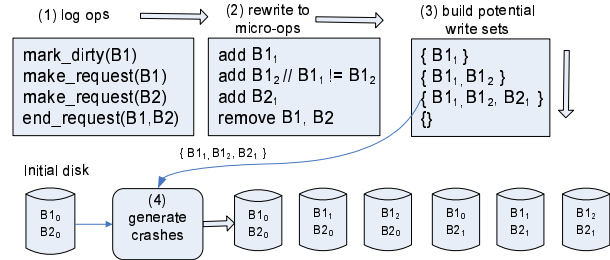 (1) log ops
(2) rewrite to
micro-ops
(3) build potential
write sets
mark_dirty(B1)
make_request(B1)
make_request(B2)
end_request(B1,B2)
add B1₁
add B1₂ // B1₁ != B1₂
add B2₁
remove B1, B2
{ B1₁ }
{ B1₁, B1₂ }
{ B1₁, B1₂, B2₁ }
{}
{ B1₁, B1₂, B2₁ }
Initial disk
B1₀
B2₀
(4)
generate
crashes
B1₀
B2₀
B1₁
B2₀
B1₂
B2₀
B1₀
B2₁
B1₁
B2₁
B1₂
B2₁